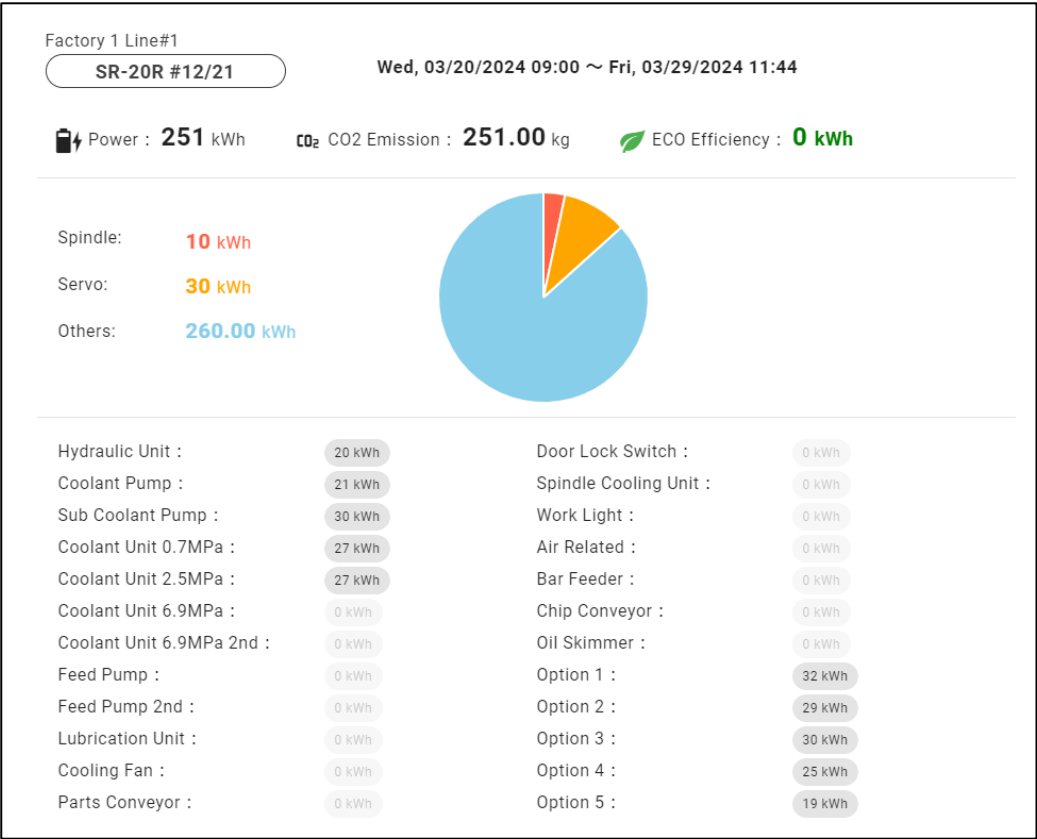 Factory 1 Line#1
SR-20R #12/21
Wed, 03/20/2024 09:00 ～ Fri, 03/29/2024 11:44
Power : 251 kWh
CO2 CO2 Emission : 251.00 kg
ECO Efficiency : 0 kWh
Spindle: 10 kWh
Servo: 30 kWh
Others: 260.00 kWh
Hydraulic Unit : 20 kWh
Coolant Pump : 21 kWh
Sub Coolant Pump : 30 kWh
Coolant Unit 0.7MPa : 27 kWh
Coolant Unit 2.5MPa : 27 kWh
Coolant Unit 6.9MPa : 0 kWh
Coolant Unit 6.9MPa 2nd : 0 kWh
Feed Pump : 0 kWh
Feed Pump 2nd : 0 kWh
Lubrication Unit : 0 kWh
Cooling Fan : 0 kWh
Parts Conveyor : 0 kWh
Door Lock Switch : 0 kWh
Spindle Cooling Unit : 0 kWh
Work Light : 0 kWh
Air Related : 0 kWh
Bar Feeder : 0 kWh
Chip Conveyor : 0 kWh
Oil Skimmer : 0 kWh
Option 1 : 32 kWh
Option 2 : 29 kWh
Option 3 : 30 kWh
Option 4 : 25 kWh
Option 5 : 19 kWh